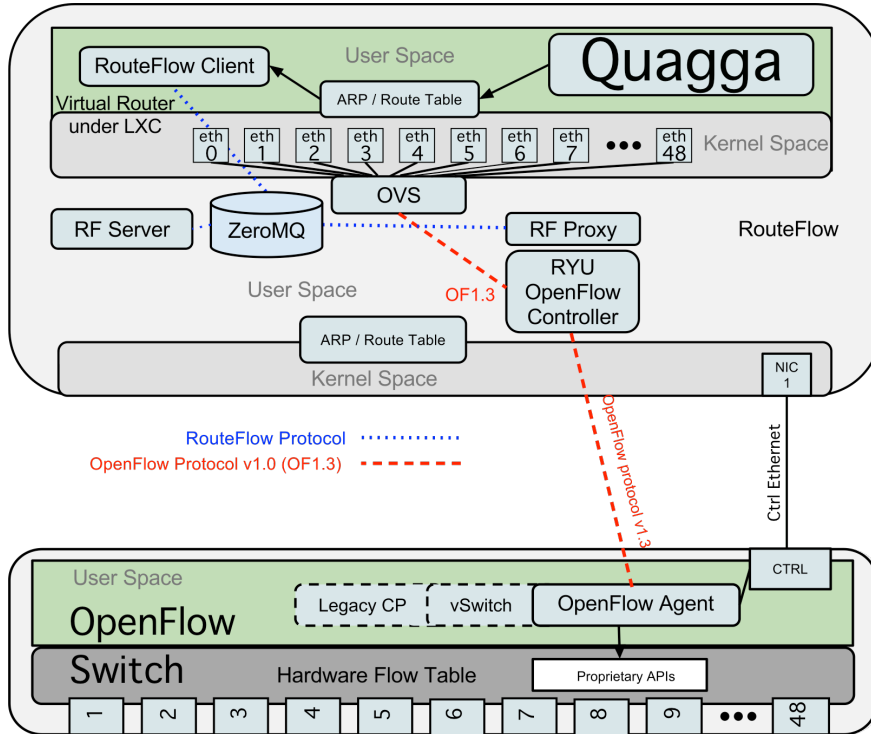 User Space
Quagga
RouteFlow Client
ARP / Route Table
Virtual Router
under LXC
eth
0
eth
1
eth
2
eth
3
eth
4
eth
5
eth
6
eth
7
•••
eth
48
Kernel Space
OVS
RF Server
ZeroMQ
RF Proxy
RouteFlow
RYU
OpenFlow
Controller
OF1.3
User Space
ARP / Route Table
Kernel Space
NIC
1
OpenFlow protocol v1.3
Ctrl Ethernet
RouteFlow Protocol
OpenFlow Protocol v1.0 (OF1.3)
CTRL
User Space
Legacy CP
vSwitch
OpenFlow Agent
OpenFlow
Switch
Hardware Flow Table
Proprietary APIs
1
2
3
4
5
6
7
8
9
•••
48